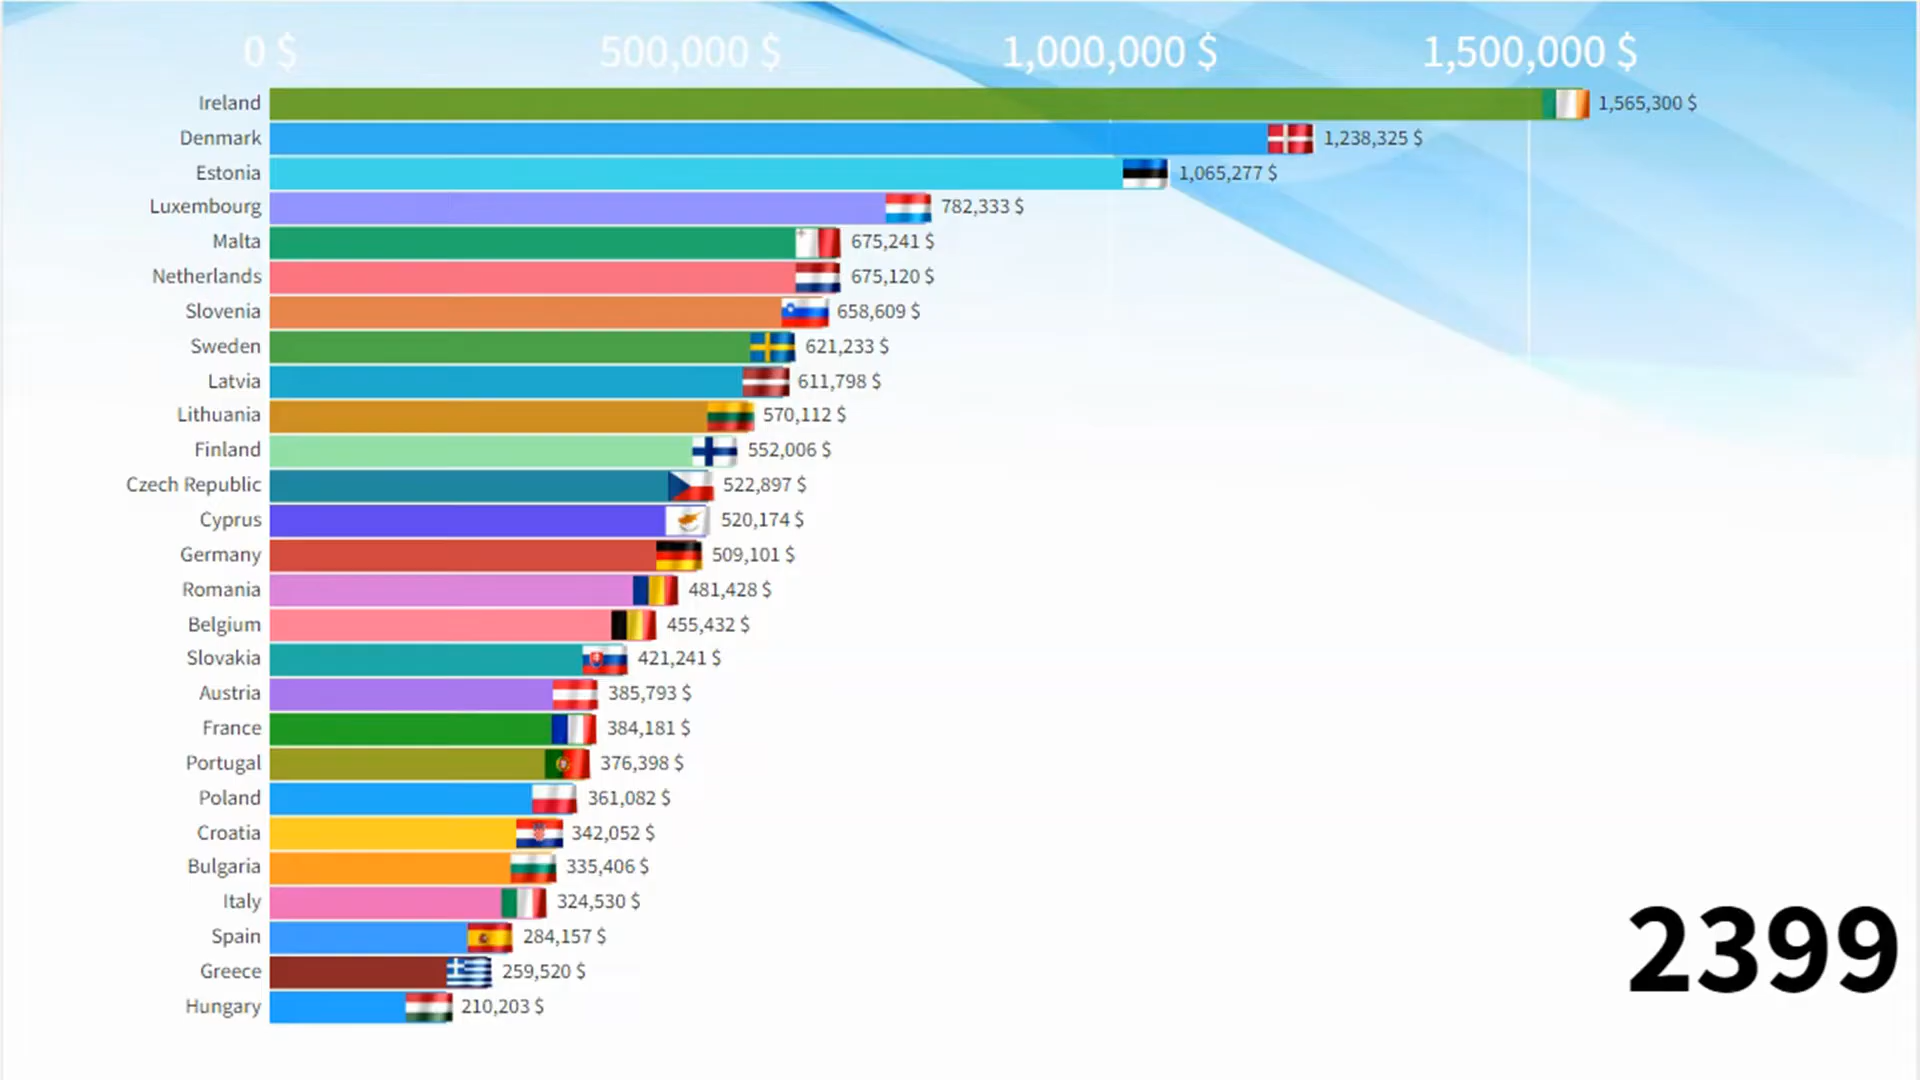 0 $ 500,000 $ 1,000,000 $ 1,500,000 $
Ireland 1,565,300 $
Denmark 1,238,325 $
Estonia 1,065,277 $
Luxembourg 782,333 $
Malta 675,241 $
Netherlands 675,120 $
Slovenia 658,609 $
Sweden 621,233 $
Latvia 611,798 $
Lithuania 570,112 $
Finland 552,006 $
Czech Republic 522,897 $
Cyprus 520,174 $
Germany 509,101 $
Romania 481,428 $
Belgium 455,432 $
Slovakia 421,241 $
Austria 385,793 $
France 384,181 $
Portugal 376,398 $
Poland 361,082 $
Croatia 342,052 $
Bulgaria 335,406 $
Italy 324,530 $
Spain 284,157 $
Greece 259,520 $
Hungary 210,203 $
2399